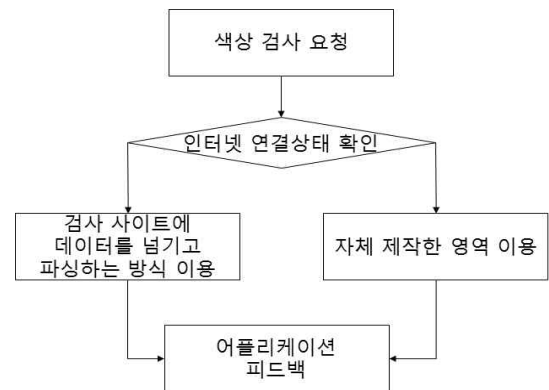 색상 검사 요청
인터넷 연결상태 확인
검사 사이트에
데이터를 넘기고
파싱하는 방식 이용
자체 제작한 영역 이용
어플리케이션
피드백